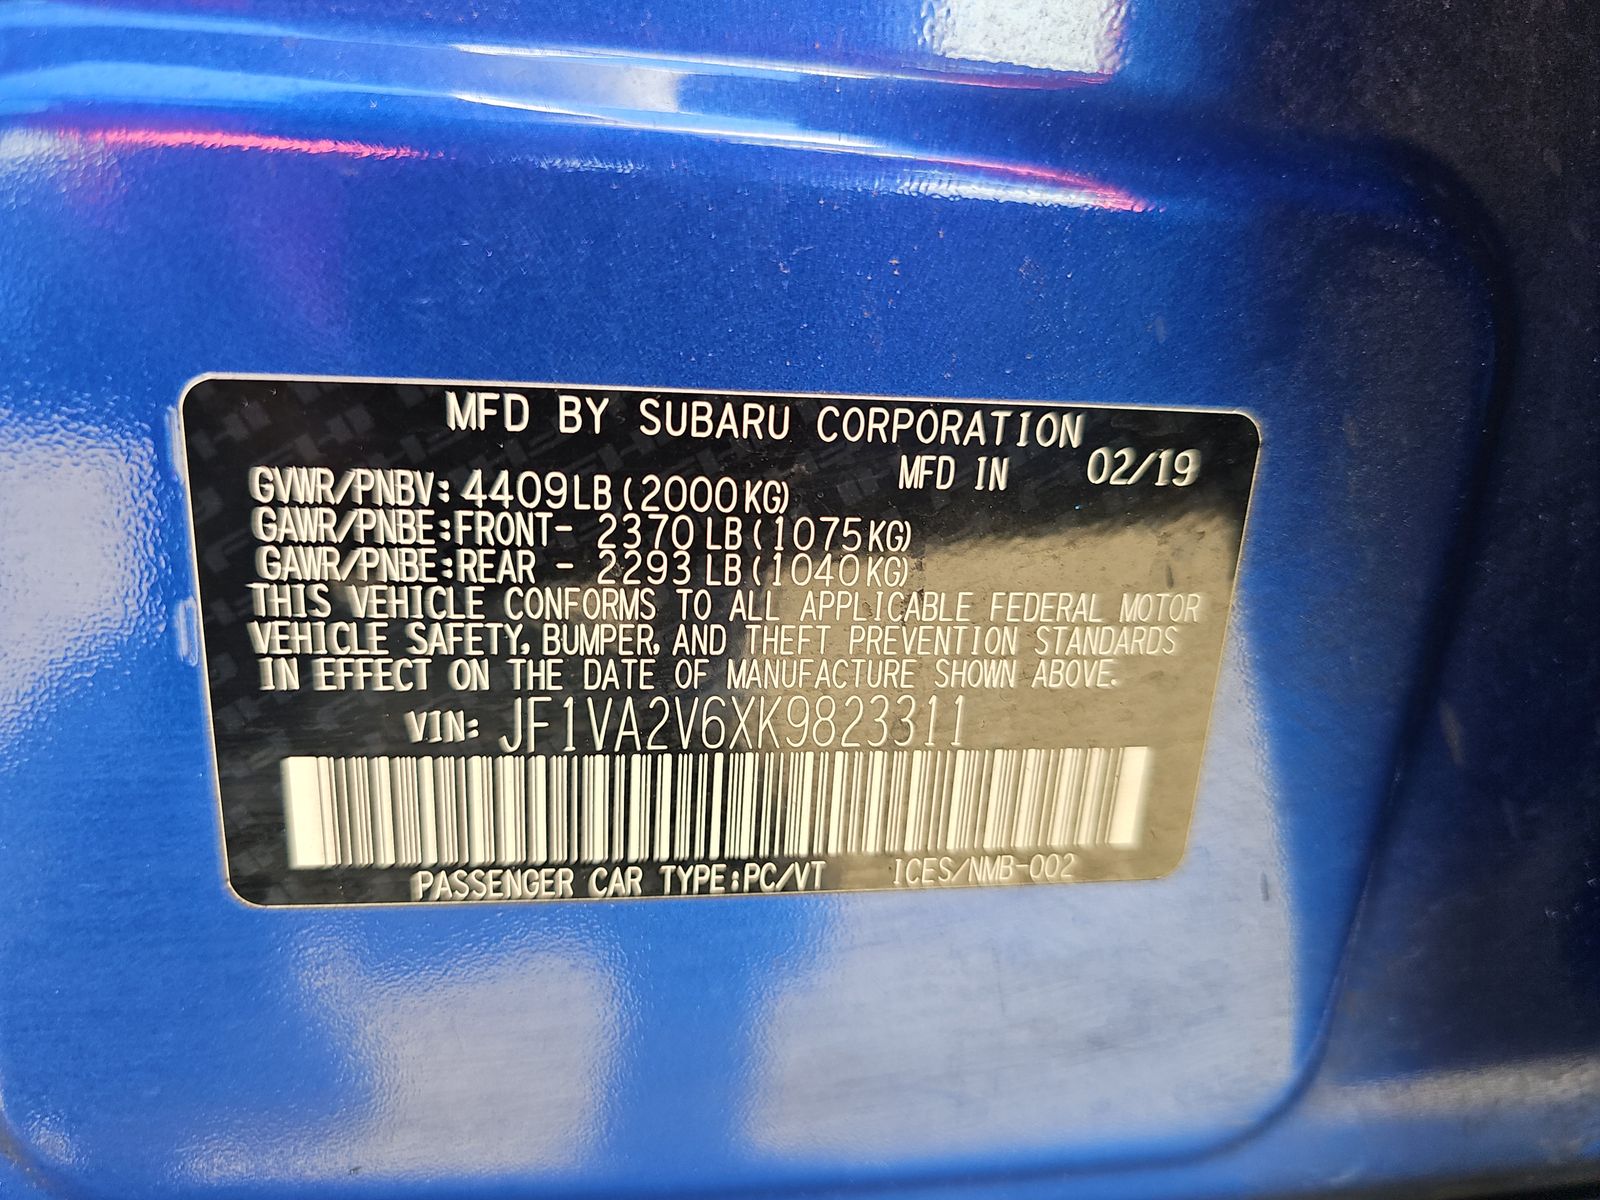 MFD BY SUBARU CORPORATION
MFD IN 02/19
GVWR/PNBV: 4409LB (2000KG)
GAWR/PNBE: FRONT- 2370 LB (1075KG)
GAWR/PNBE: REAR - 2293 LB (1040KG)
THIS VEHICLE CONFORMS TO ALL APPLICABLE FEDERAL MOTOR
VEHICLE SAFETY, BUMPER, AND THEFT PREVENTION STANDARDS
IN EFFECT ON THE DATE OF MANUFACTURE SHOWN ABOVE.
VIN: JF1VA2V6XK9823311
PASSENGER CAR TYPE:PC/VT ICES/NMB-002